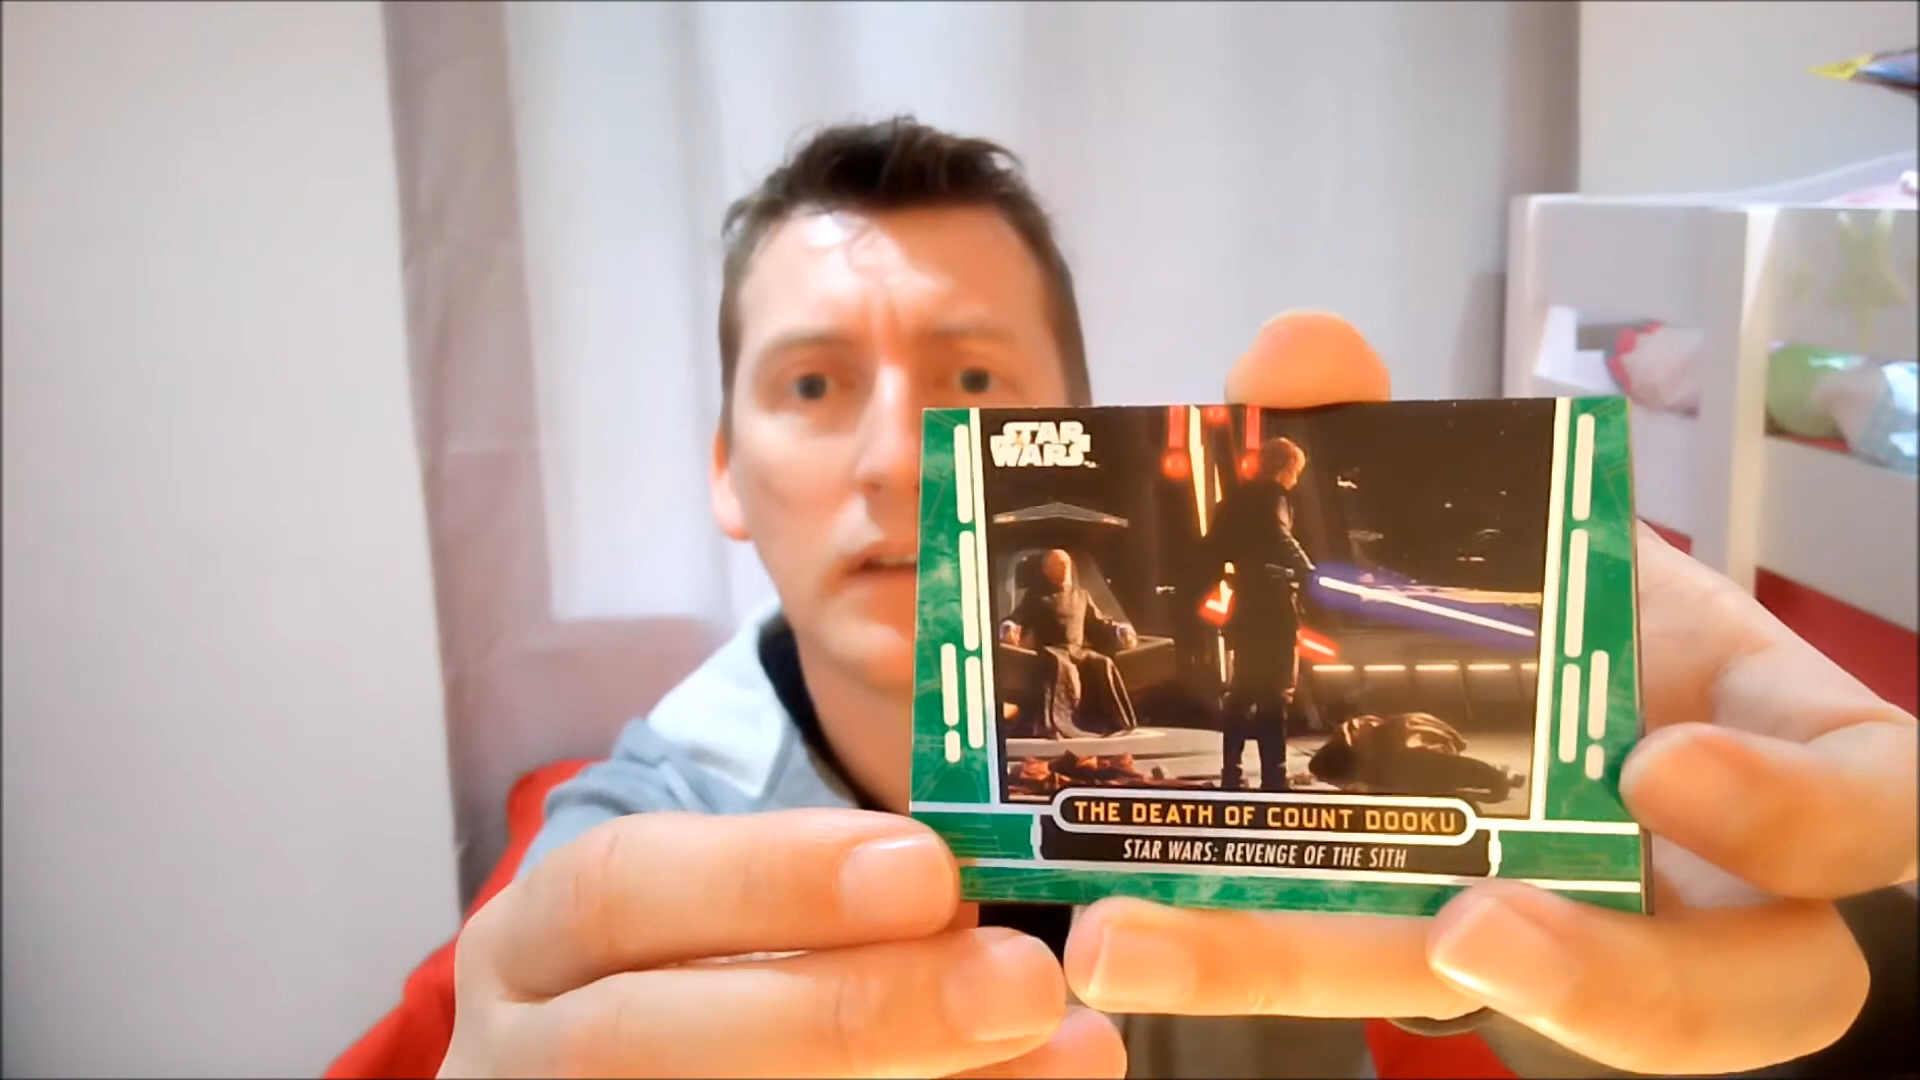 STAR
WARS
THE DEATH OF COUNT DOOKU
STAR WARS: REVENGE OF THE SITH